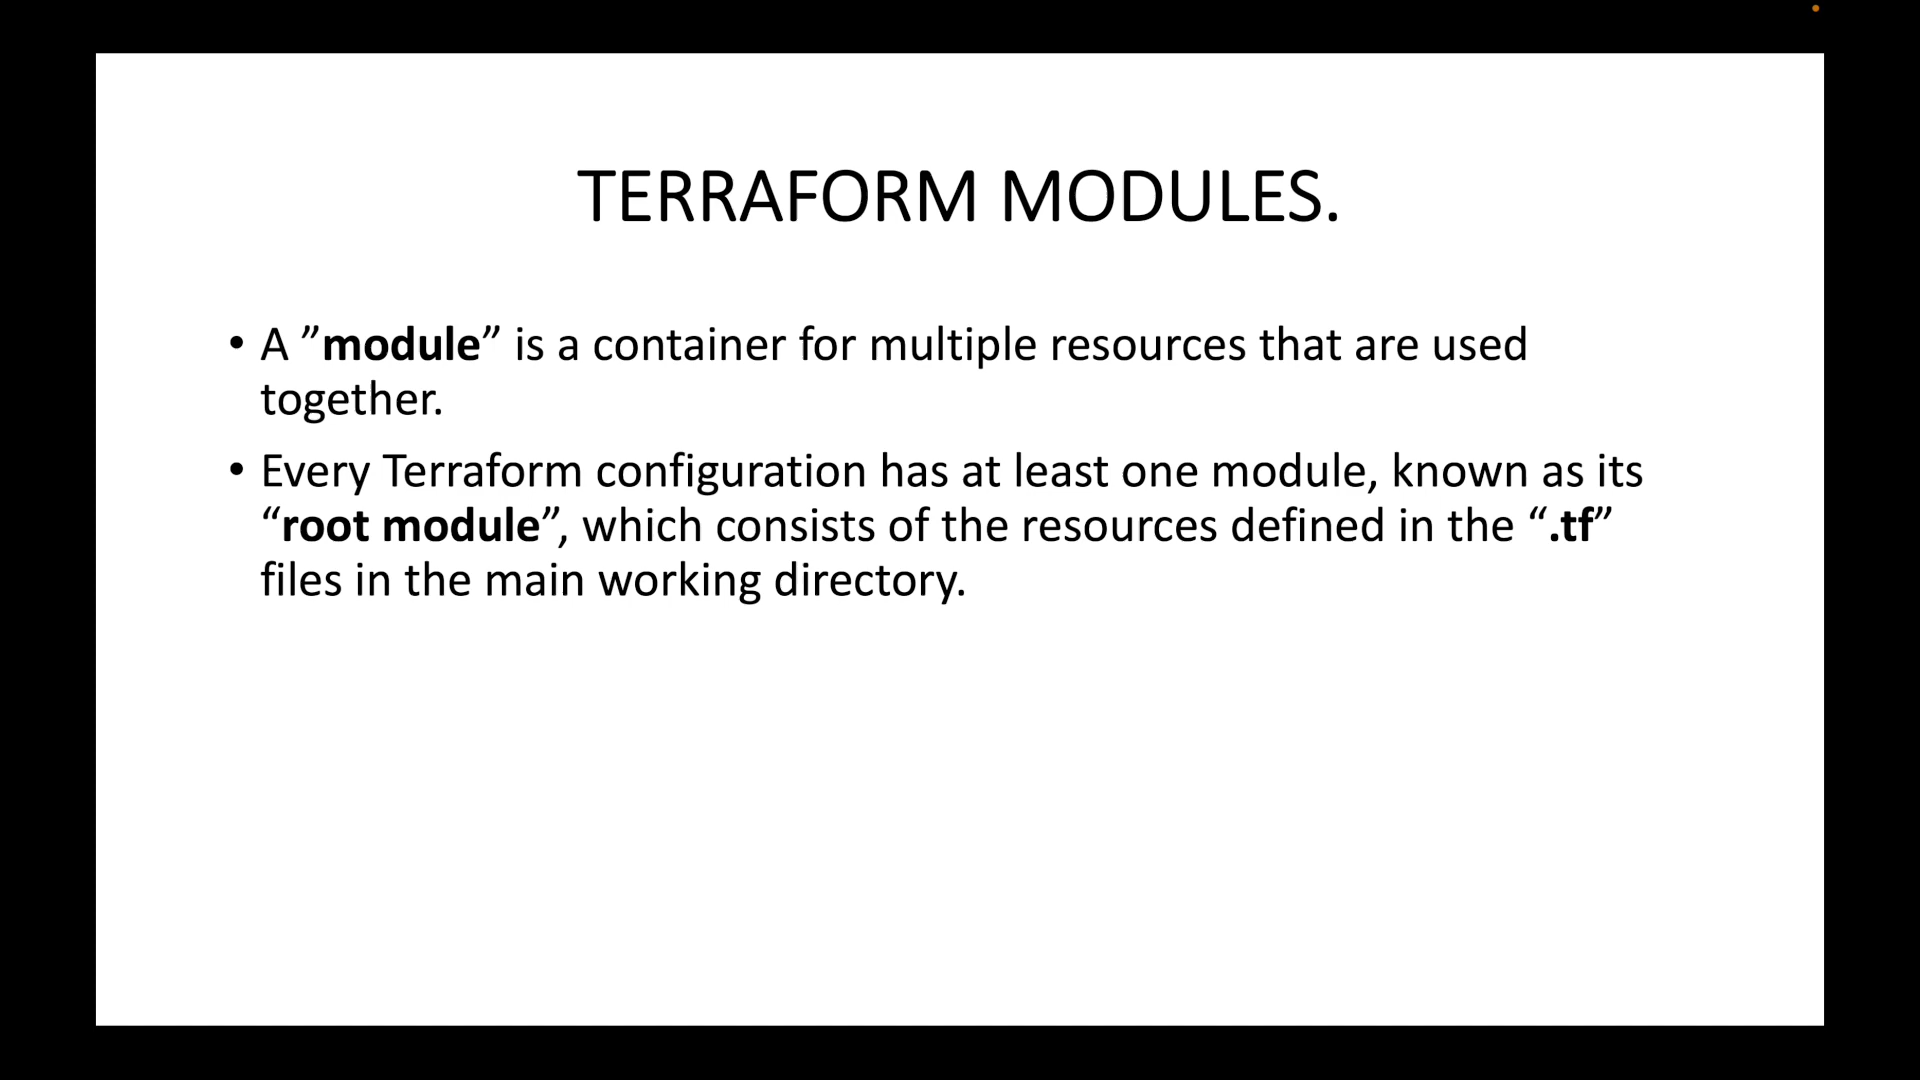 TERRAFORM MODULES.
• A ”module” is a container for multiple resources that are used
together.
• Every Terraform configuration has at least one module, known as its
“root module”, which consists of the resources defined in the “.tf”
files in the main working directory.